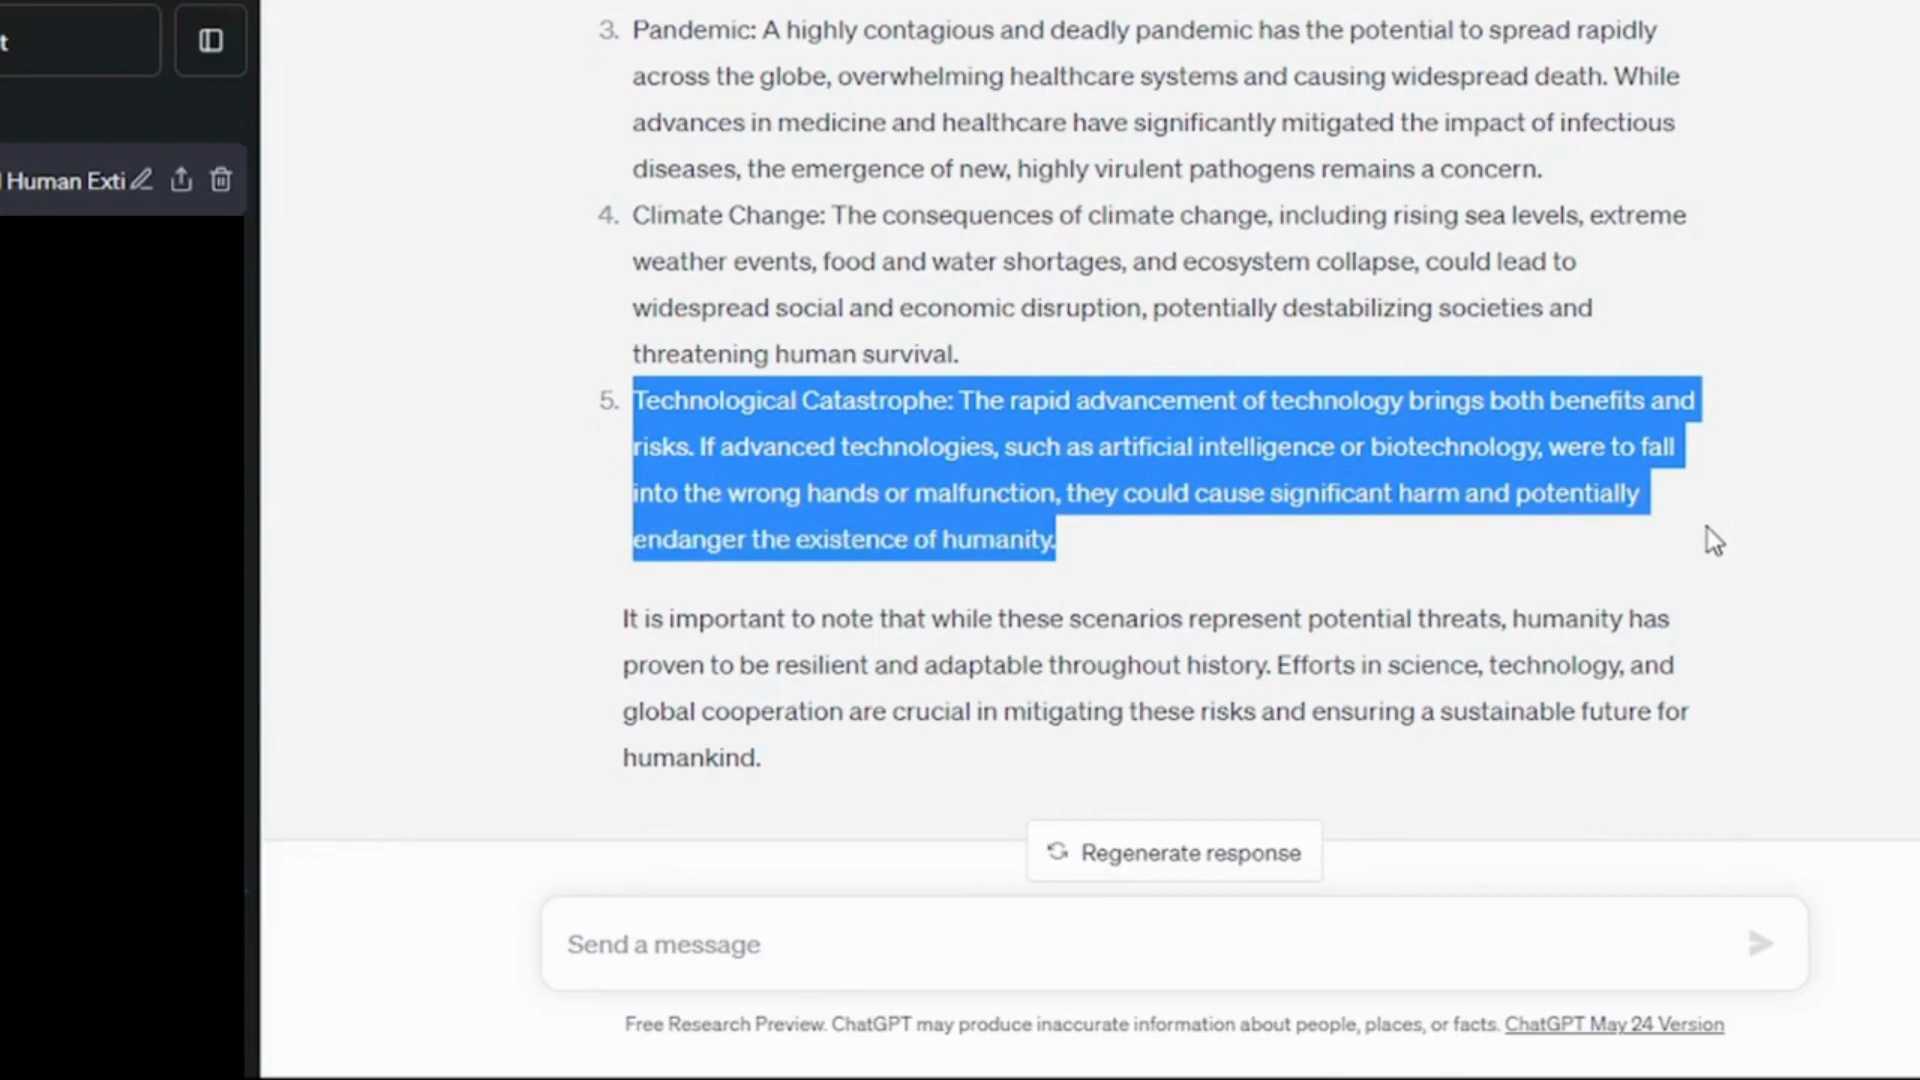 t
Human Exti
3. Pandemic: A highly contagious and deadly pandemic has the potential to spread rapidly
across the globe, overwhelming healthcare systems and causing widespread death. While
advances in medicine and healthcare have significantly mitigated the impact of infectious
diseases, the emergence of new, highly virulent pathogens remains a concern.
4. Climate Change: The consequences of climate change, including rising sea levels, extreme
weather events, food and water shortages, and ecosystem collapse, could lead to
widespread social and economic disruption, potentially destabilizing societies and
threatening human survival.
5. Technological Catastrophe: The rapid advancement of technology brings both benefits and
risks. If advanced technologies, such as artificial intelligence or biotechnology, were to fall
into the wrong hands or malfunction, they could cause significant harm and potentially
endanger the existence of humanity.
It is important to note that while these scenarios represent potential threats, humanity has
proven to be resilient and adaptable throughout history. Efforts in science, technology, and
global cooperation are crucial in mitigating these risks and ensuring a sustainable future for
humankind.
Regenerate response
Send a message
Free Research Preview. ChatGPT may produce inaccurate information about people, places, or facts. ChatGPT May 24 Version